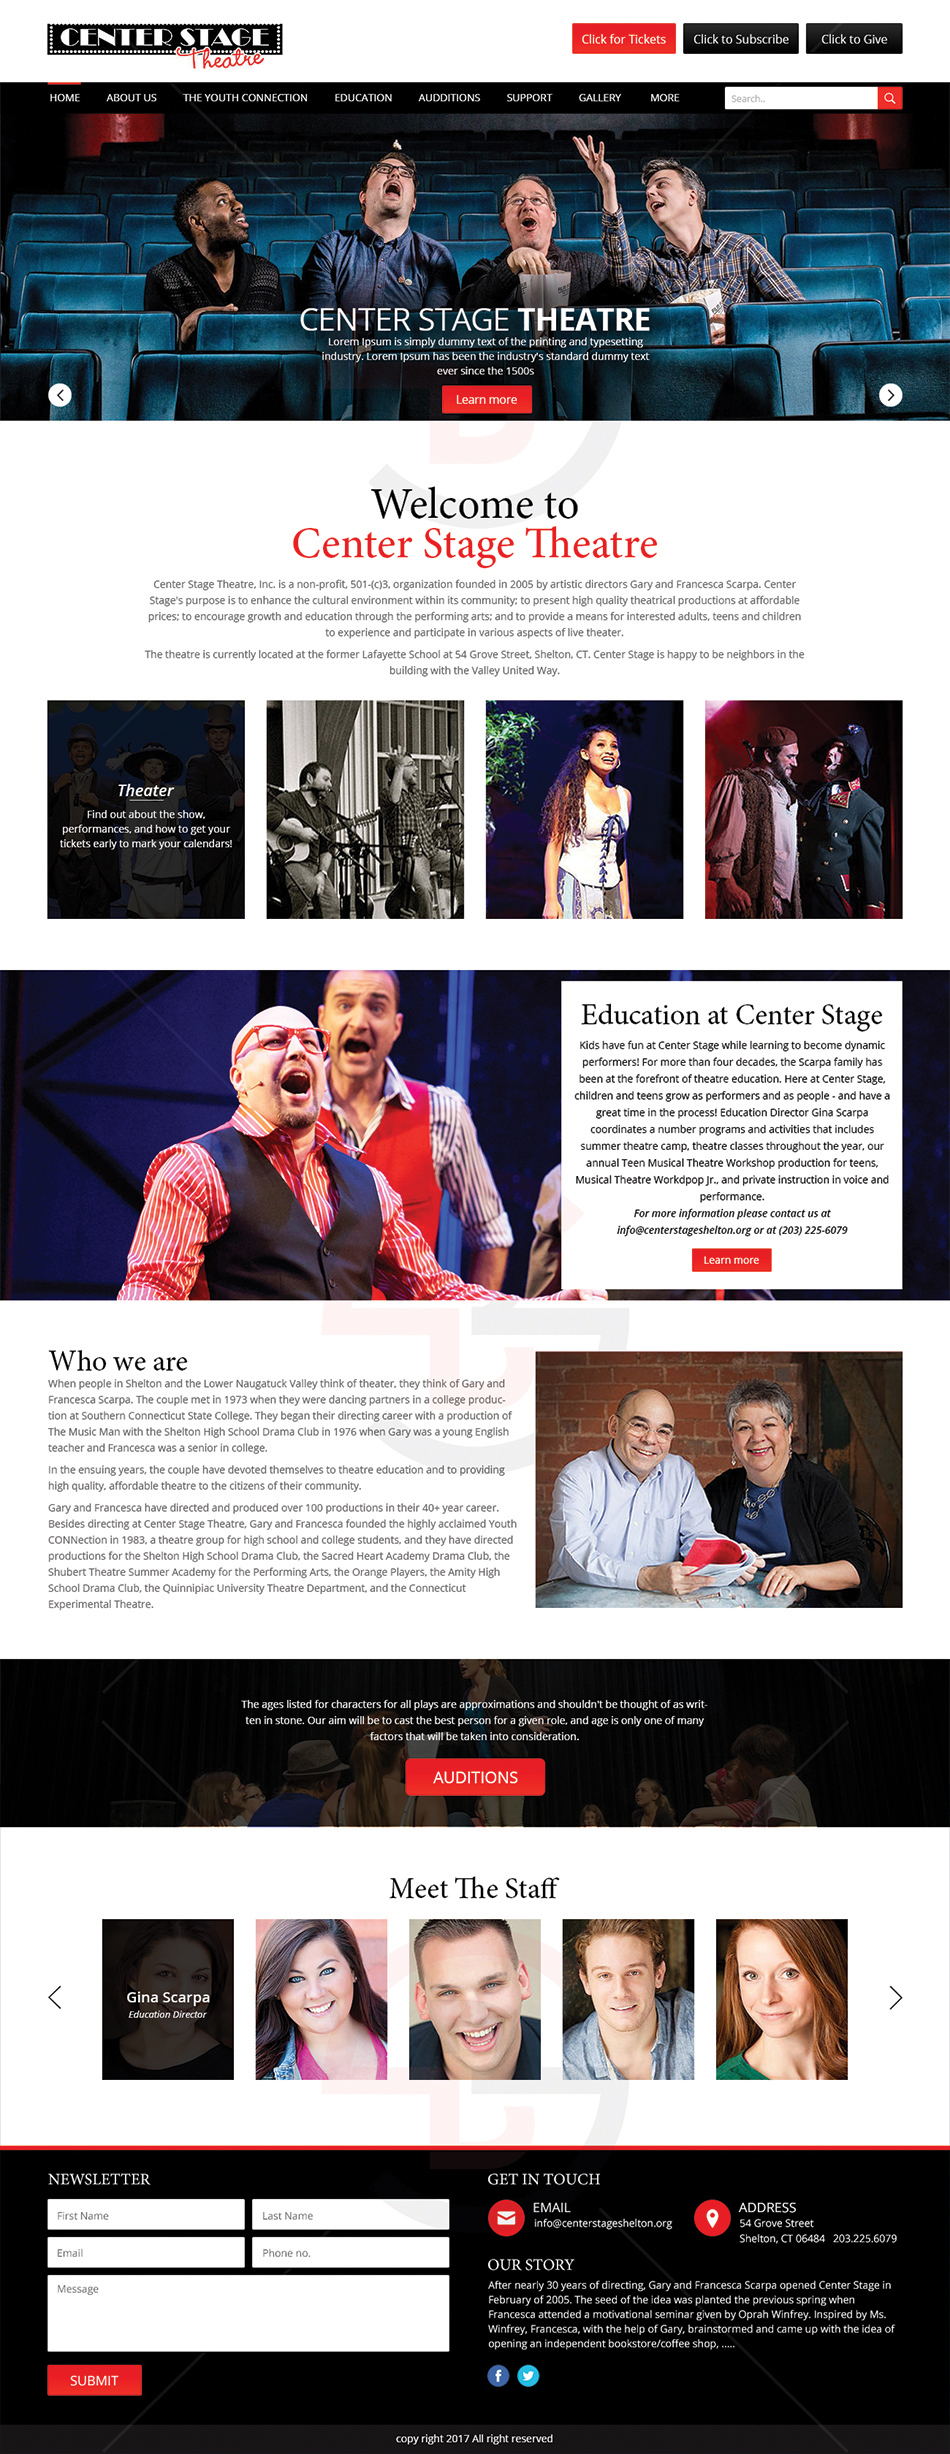 CENTER STAGE
Theatre
Click for Tickets
Click to Subscribe
Click to Give
HOME
ABOUT US
THE YOUTH CONNECTION
EDUCATION
AUDDITIONS
SUPPORT
GALLERY
MORE
Search..
CENTER STAGE THEATRE
Lorem Ipsum is simply dummy text of the printing and typesetting
industry. Lorem Ipsum has been the industry's standard dummy text
ever since the 1500s
Learn more
Welcome to
Center Stage Theatre
Center Stage Theatre, Inc. is a non-profit, 501-(c)3, organization founded in 2005 by artistic directors Gary and Francesca Scarpa. Center
Stage's purpose is to enhance the cultural environment within its community; to present high quality theatrical productions at affordable
prices; to encourage growth and education through the performing arts; and to provide a means for interested adults, teens and children
to experience and participate in various aspects of live theater.
The theatre is currently located at the former Lafayette School at 54 Grove Street, Shelton, CT. Center Stage is happy to be neighbors in the
building with the Valley United Way.
Theater
Find out about the show,
performances, and how to get your
tickets early to mark your calendars!
Education at Center Stage
Kids have fun at Center Stage while learning to become dynamic
performers! For more than four decades, the Scarpa family has
been at the forefront of theatre education. Here at Center Stage,
children and teens grow as performers and as people - and have a
great time in the process! Education Director Gina Scarpa
coordinates a number programs and activities that includes
summer theatre camp, theatre classes throughout the year, our
annual Teen Musical Theatre Workshop production for teens,
Musical Theatre Workdpop Jr., and private instruction in voice and
performance.
For more information please contact us at
info@centerstageshelton.org or at (203) 225-6079
Learn more
Who we are
When people in Shelton and the Lower Naugatuck Valley think of theater, they think of Gary and
Francesca Scarpa. The couple met in 1973 when they were dancing partners in a college produc-
tion at Southern Connecticut State College. They began their directing career with a production of
The Music Man with the Shelton High School Drama Club in 1976 when Gary was a young English
teacher and Francesca was a senior in college.
In the ensuing years, the couple have devoted themselves to theatre education and to providing
high quality, affordable theatre to the citizens of their community.
Gary and Francesca have directed and produced over 100 productions in their 40+ year career.
Besides directing at Center Stage Theatre, Gary and Francesca founded the highly acclaimed Youth
CONNection in 1983, a theatre group for high school and college students, and they have directed
productions for the Shelton High School Drama Club, the Sacred Heart Academy Drama Club, the
Shubert Theatre Summer Academy for the Performing Arts, the Orange Players, the Amity High
School Drama Club, the Quinnipiac University Theatre Department, and the Connecticut
Experimental Theatre.
The ages listed for characters for all plays are approximations and shouldn't be thought of as writ-
ten in stone. Our aim will be to cast the best person for a given role, and age is only one of many
factors that will be taken into consideration.
AUDITIONS
Meet The Staff
Gina Scarpa
Education Director
NEWSLETTER
First Name
Last Name
Email
Phone no.
Message
SUBMIT
GET IN TOUCH
EMAIL
info@centerstageshelton.org
ADDRESS
54 Grove Street
Shelton, CT 06484 203.225.6079
OUR STORY
After nearly 30 years of directing, Gary and Francesca Scarpa opened Center Stage in
February of 2005. The seed of the idea was planted the previous spring when
Francesca attended a motivational seminar given by Oprah Winfrey. Inspired by Ms.
Winfrey, Francesca, with the help of Gary, brainstormed and came up with the idea of
opening an independent bookstore/coffee shop, .....
copy right 2017 All right reserved